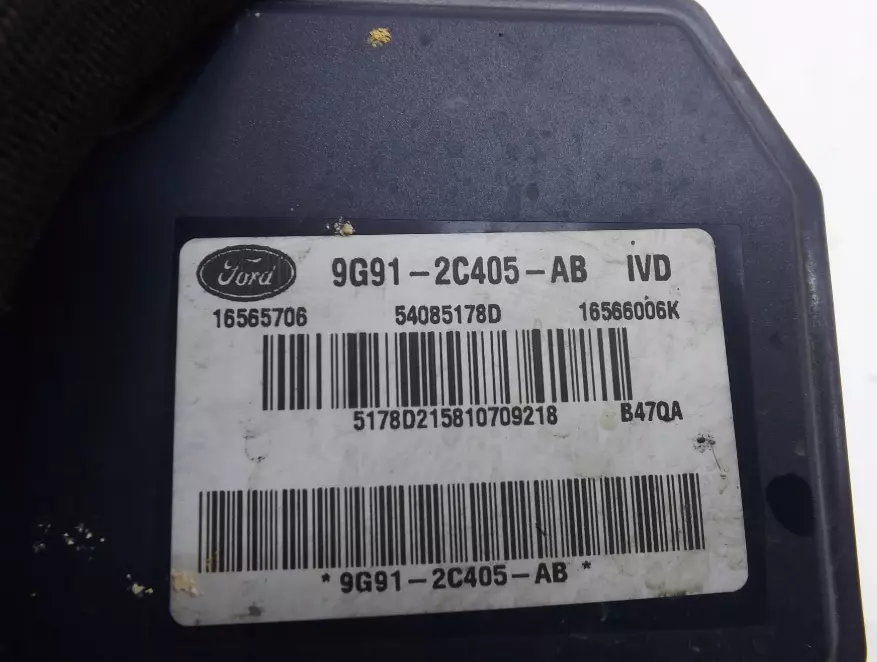 Ford 9G91-2C405-AB IVD
16565706 54085178D 16566006K
5178D215810709218 B47QA
*9G91-2C405-AB*